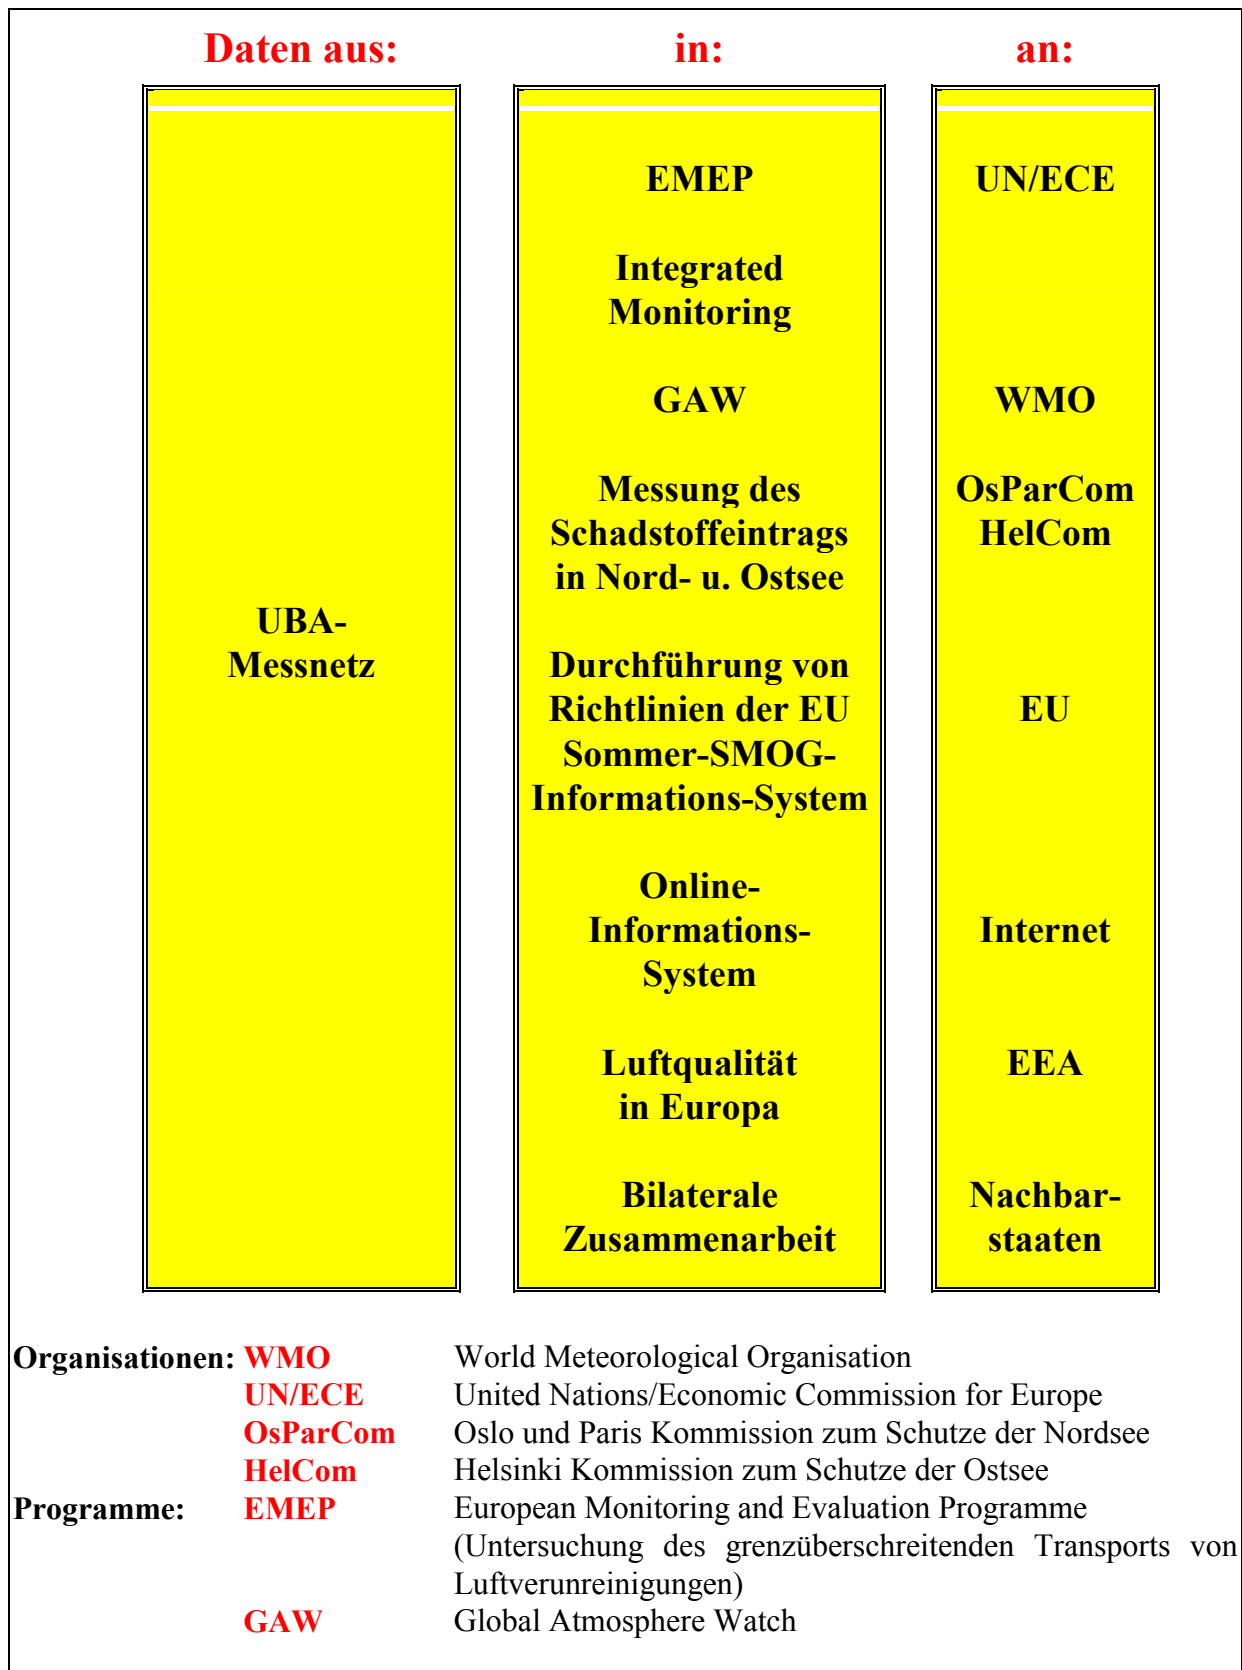 Daten aus: in: an:
EMEP UN/ECE
Integrated
Monitoring
GAW WMO
Messung des OsParCom
Schadstoffeintrags HelCom
in Nord- u. Ostsee
UBA-
Messnetz Durchführung von
Richtlinien der EU EU
Sommer-SMOG-
Informations-System
Online-
Informations- Internet
System
Luftqualität EEA
in Europa
Bilaterale Nachbar-
Zusammenarbeit staaten
Organisationen: WMO World Meteorological Organisation
UN/ECE United Nations/Economic Commission for Europe
OsParCom Oslo und Paris Kommission zum Schutze der Nordsee
HelCom Helsinki Kommission zum Schutze der Ostsee
Programme: EMEP European Monitoring and Evaluation Programme
(Untersuchung des grenzüberschreitenden Transports von
Luftverunreinigungen)
GAW Global Atmosphere Watch